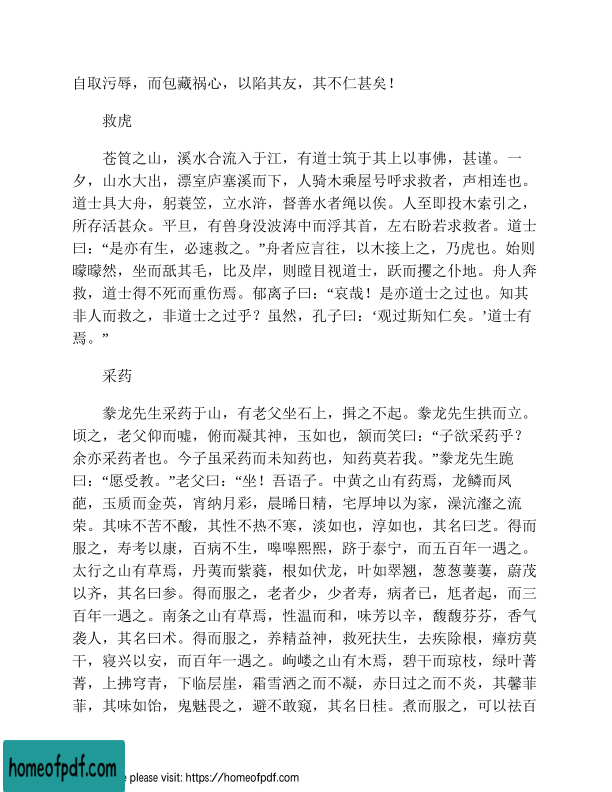 自取污辱，而包藏祸心，以陷其友，其不仁甚矣！
救虎
苍筤之山，溪水合流入于江，有道士筑于其上以事佛，甚谨。一
夕，山水大出，漂室庐塞溪而下，人骑木乘屋号呼求救者，声相连也。
道士具大舟，躬蓑笠，立水浒，督善水者绳以俟。人至即投木索引之，
所存活甚众。平旦，有兽身没波涛中而浮其首，左右盼若求救者。道士
曰：“是亦有生，必速救之。”舟者应言往，以木接上之，乃虎也。始则
曚曚然，坐而舐其毛，比及岸，则瞠目视道士，跃而攫之仆地。舟人奔
救，道士得不死而重伤焉。郁离子曰：“哀哉！是亦道士之过也。知其
非人而救之，非道士之过乎？虽然，孔子曰：‘观过斯知仁矣。’道士有
焉。”
采药
豢龙先生采药于山，有老父坐石上，揖之不起。豢龙先生拱而立。
顷之，老父仰而嘘，俯而凝其神，玉如也，颔而笑曰：“子欲采药乎？
余亦采药者也。今子虽采药而未知药也，知药莫若我。”豢龙先生跪
曰：“愿受教。”老父曰：“坐！吾语子。中黄之山有药焉，龙鳞而凤
葩，玉质而金英，宵纳月彩，晨晞日精，宅厚坤以为家，澡沆瀣之流
荣。其味不苦不酸，其性不热不寒，淡如也，淳如也，其名曰芝。得而
服之，寿考以康，百病不生，嗥嗥熙熙，跻于泰宁，而五百年一遇之。
太行之山有草焉，丹荑而紫蕤，根如伏龙，叶如翠翘，葱葱萋萋，蔚茂
以齐，其名曰参。得而服之，老者少，少者寿，病者已，尪者起，而三
百年一遇之。南条之山有草焉，性温而和，味芳以辛，馥馥芬芬，香气
袭人，其名曰术。得而服之，养精益神，救死扶生，去疾除根，瘴疠莫
干，寝兴以安，而百年一遇之。岣嵝之山有木焉，碧干而琼枝，绿叶菁
菁，上拂穹青，下临层崖，霜雪洒之而不凝，赤日过之而不炎，其馨菲
菲，其味如饴，鬼魅畏之，避不敢窥，其名曰桂。煮而服之，可以祛百
homeofpdf.com
e please visit: https://homeofpdf.com